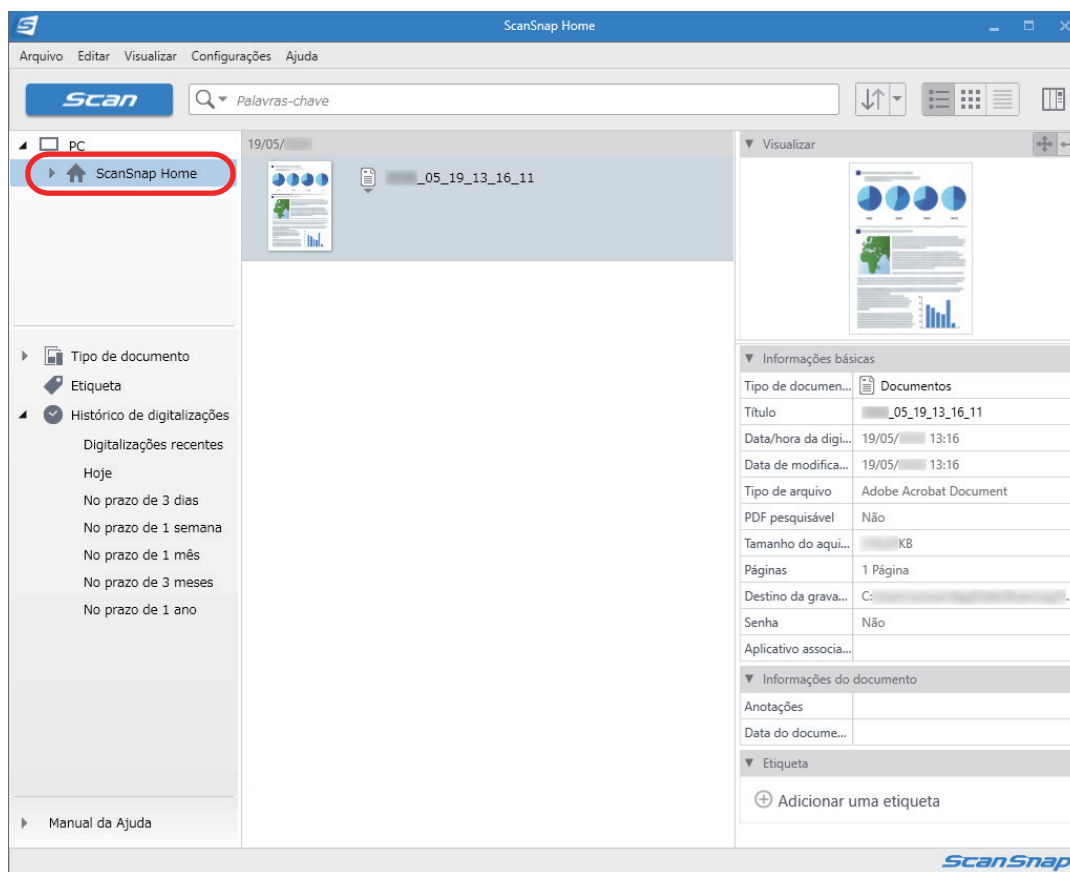 ScanSnap Home
Arquivo Editar Visualizar Configurações Ajuda
Scan
Palavras-chave
PC
ScanSnap Home
Tipo de documento
Etiqueta
Histórico de digitalizações
Digitalizações recentes
Hoje
No prazo de 3 dias
No prazo de 1 semana
No prazo de 1 mês
No prazo de 3 meses
No prazo de 1 ano
Manual da Ajuda
19/05/
_05_19_13_16_11
Visualizar
Informações básicas
Tipo de documen... Documentos
Título _05_19_13_16_11
Data/hora da digi... 19/05/ 13:16
Data de modifica... 19/05/ 13:16
Tipo de arquivo Adobe Acrobat Document
PDF pesquisável Não
Tamanho do aqui... KB
Páginas 1 Página
Destino da grava... C:
Senha Não
Aplicativo associa...
Informações do documento
Anotações
Data do docume...
Etiqueta
Adicionar uma etiqueta
ScanSnap